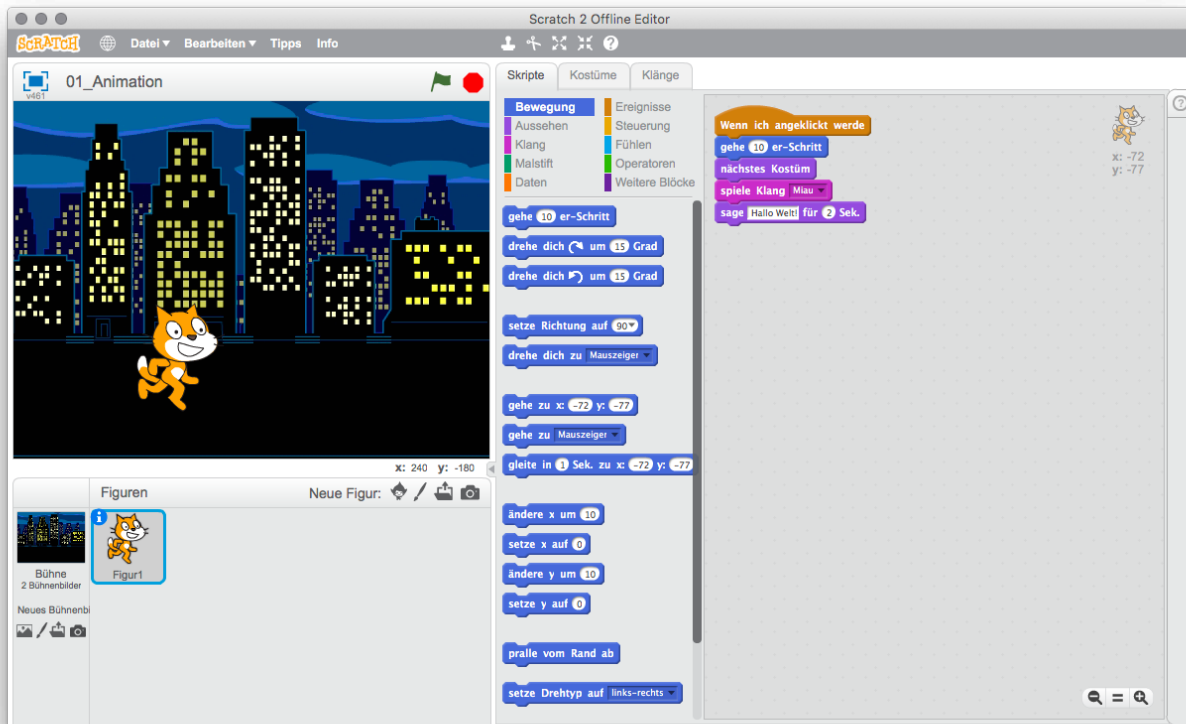 Scratch 2 Offline Editor
SCRATCH Datei Bearbeiten Tipps Info
v461
01_Animation
x: 240 y: -180
Figuren
Neue Figur:
Bühne
2 Bühnenbilder
Neues Bühnenbi
Figur1
Skripte Kostüme Klänge
Bewegung
Aussehen
Klang
Malstift
Daten
Ereignisse
Steuerung
Fühlen
Operatoren
Weitere Blöcke
gehe 10 er-Schritt
drehe dich um 15 Grad
drehe dich um 15 Grad
setze Richtung auf 90
drehe dich zu Mauszeiger
gehe zu x: -72 y: -77
gehe zu Mauszeiger
gleite in 1 Sek. zu x: -72 y: -77
ändere x um 10
setze x auf 0
ändere y um 10
setze y auf 0
pralle vom Rand ab
setze Drehtyp auf links-rechts
Wenn ich angeklickt werde
gehe 10 er-Schritt
nächstes Kostüm
spiele Klang Miau
sage Hallo Welt! für 2 Sek.
x: -72
y: -77